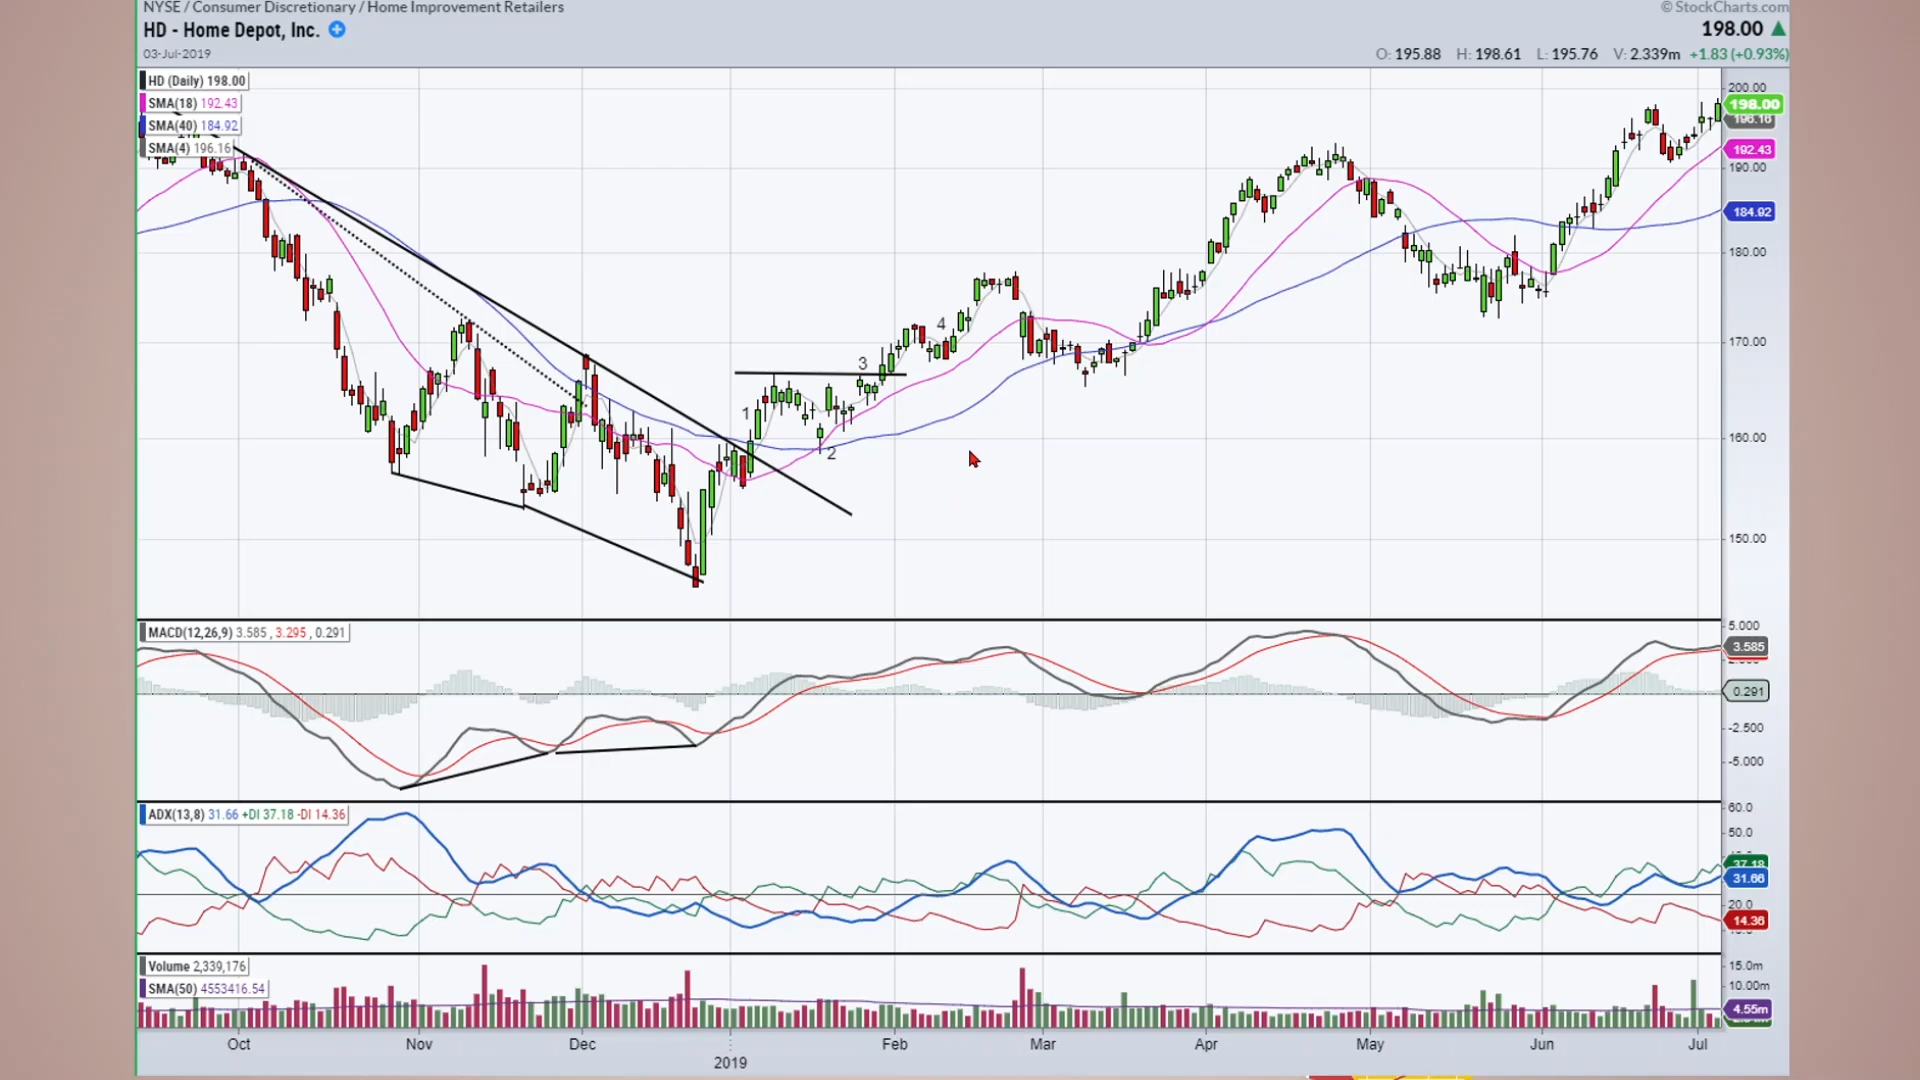 NYSE / Consumer Discretionary / Home Improvement Retailers
© StockCharts.com
HD - Home Depot, Inc.
198.00
03-Jul-2019
O: 195.88 H: 198.61 L: 195.76 V: 2.339m +1.83 (+0.93%)
HD (Daily) 198.00
SMA(18) 192.43
SMA(40) 184.92
SMA(4) 196.16
200.00
198.00
196.16
192.43
190.00
184.92
180.00
170.00
160.00
150.00
1
2
3
4
MACD(12,26,9) 3.585, 3.295, 0.291
5.000
3.585
0.291
-2.500
-5.000
ADX(13,8) 31.66 +DI 37.18 -DI 14.36
60.0
50.0
37.18
31.66
20.0
14.36
Volume 2,339,176
SMA(50) 4553416.54
15.0m
10.00m
4.55m
Oct Nov Dec Feb Mar Apr May Jun Jul
2019